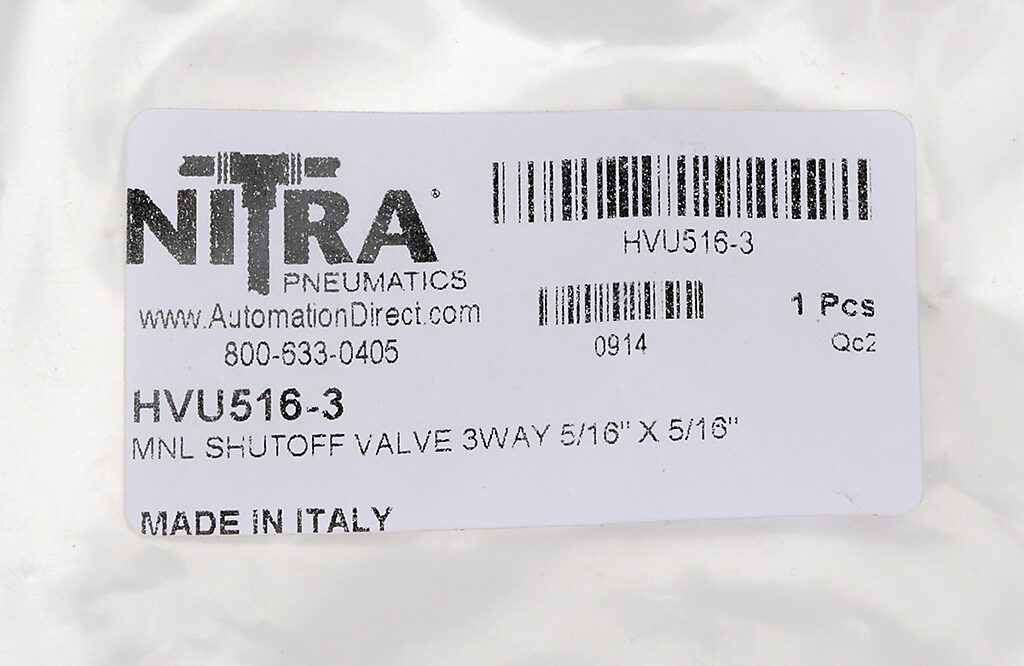 NITRA®
PNEUMATICS
www.AutomationDirect.com
800-633-0405
HVU516-3
0914
1 Pcs
Qc2
HVU516-3
MNL SHUTOFF VALVE 3WAY 5/16" X 5/16"
MADE IN ITALY